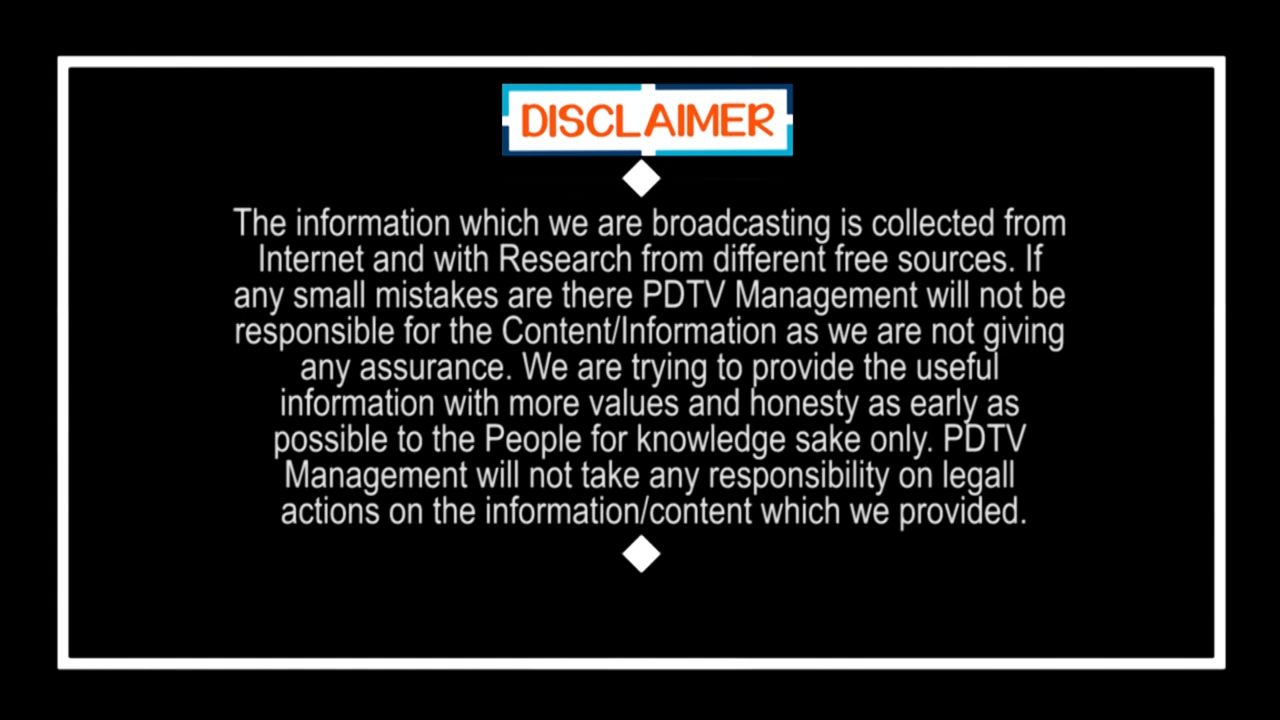 DISCLAIMER
The information which we are broadcasting is collected from
Internet and with Research from different free sources. If
any small mistakes are there PDTV Management will not be
responsible for the Content/Information as we are not giving
any assurance. We are trying to provide the useful
information with more values and honesty as early as
possible to the People for knowledge sake only. PDTV
Management will not take any responsibility on legall
actions on the information/content which we provided.